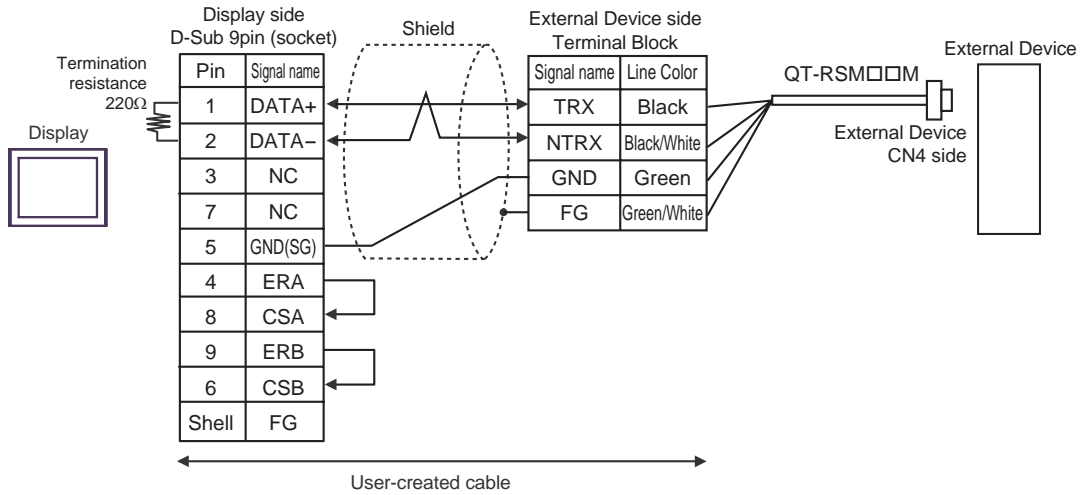 Display side
D-Sub 9pin (socket)
Shield
External Device side
Terminal Block
External Device
Termination
resistance
220Ω
Display
Pin Signal name
1 DATA+
2 DATA−
3 NC
7 NC
5 GND(SG)
4 ERA
8 CSA
9 ERB
6 CSB
Shell FG
Signal name Line Color
TRX Black
NTRX Black/White
GND Green
FG Green/White
QT-RSM□□M
External Device
CN4 side
User-created cable